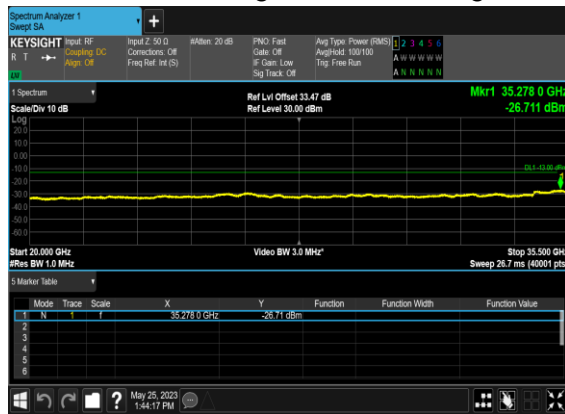 Spectrum Analyzer 1
Swept SA
+
KEYSIGHT Input: RF Input Z: 50 Ω #Atten: 20 dB PNO: Fast Avg Type: Power (RMS) 1 2 3 4 5 6
R T Coupling: DC Corrections: Off Gate: Off Avg|Hold: 100/100 A W W W W W
Align: Off Freq Ref: Int (S) IF Gain: Low Trig: Free Run
Sig Track: Off A N N N N N
1 Spectrum Ref Lvl Offset 33.47 dB Mkr1 35.278 0 GHz
Scale/Div 10 dB Ref Level 30.00 dBm -26.711 dBm
Log
20.0
10.0
0.00
-10.0 DL1 -13.00 dBm
-20.0 1
-30.0
-40.0
-50.0
-60.0
Start 20.000 GHz Video BW 3.0 MHz* Stop 35.500 GHz
#Res BW 1.0 MHz Sweep 26.7 ms (40001 pts)
5 Marker Table
Mode Trace Scale X Y Function Function Width Function Value
1 N 1 f 35.278 0 GHz -26.71 dBm
2
3
4
5
6
? May 25, 2023
1:44:17 PM